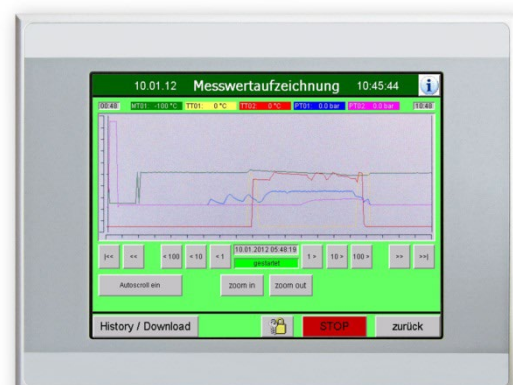 10.01.12 Messwertaufzeichnung 10:45:44 i
00:48 MT01: -100 °C TT01: 0 °C TT02: 0 °C PT01: 0.0 bar PT02: 0.0 bar 10:48
|<< << < 100 < 10 < 1 10.01.2012 05:48:19 1 > 10 > 100 > >> >>|
gestartet
Autoscroll ein zoom in zoom out
History / Download STOP zurück